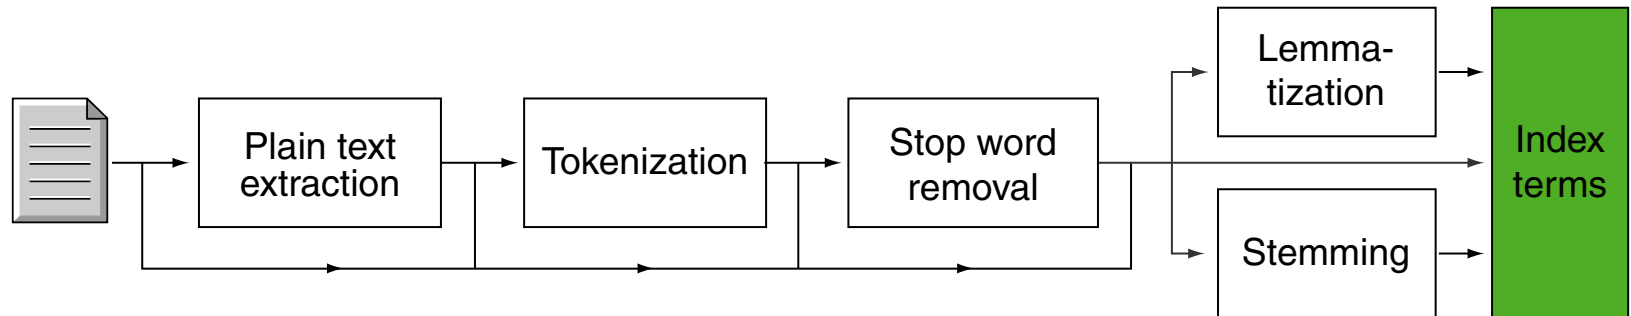 Plain text
extraction
Tokenization
Stop word
removal
Lemma-
tization
Stemming
Index
terms